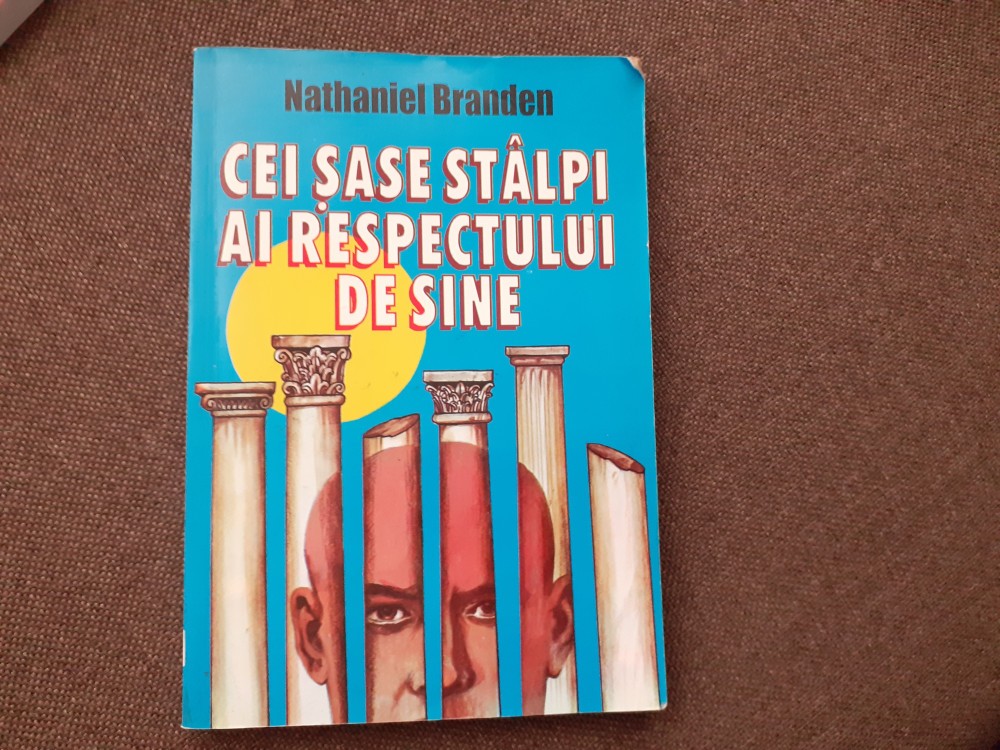 Nathaniel Branden
CEI ȘASE STÂLPI
AI RESPECTULUI
DE SINE